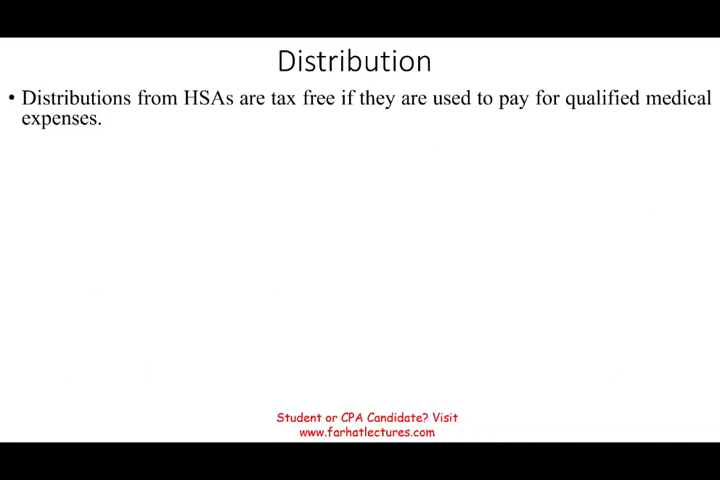 Distribution
• Distributions from HSAs are tax free if they are used to pay for qualified medical
expenses.
Student or CPA Candidate? Visit
www.farhatlectures.com